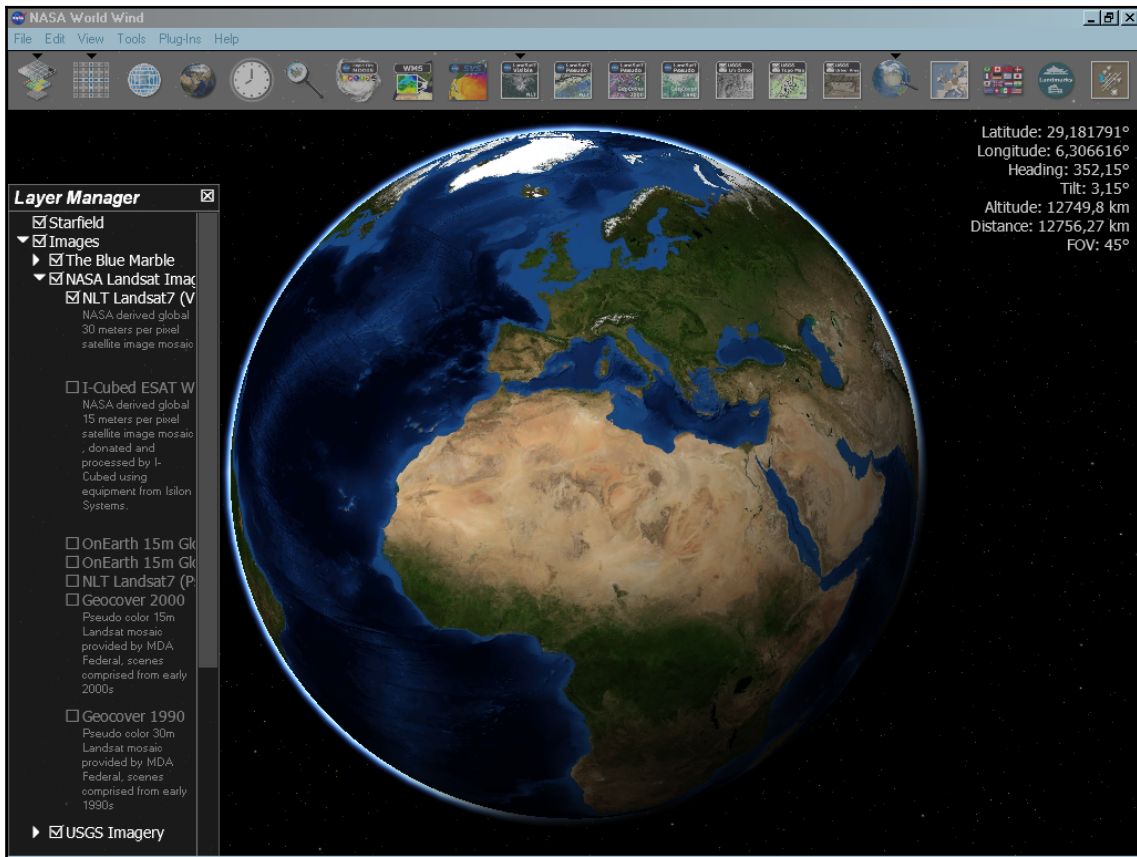 NASA World Wind
File Edit View Tools Plug-Ins Help
WMS
SVS
Landmarks
Latitude: 29,181791°
Longitude: 6,306616°
Heading: 352,15°
Tilt: 3,15°
Altitude: 12749,8 km
Distance: 12756,27 km
FOV: 45°
Layer Manager
Starfield
Images
The Blue Marble
NASA Landsat Imag
NLT Landsat7 (V
NASA derived global
30 meters per pixel
satellite image mosaic
I-Cubed ESAT W
NASA derived global
15 meters per pixel
satellite image mosaic
, donated and
processed by I-
Cubed using
equipment from Isilon
Systems.
OnEarth 15m Glo
OnEarth 15m Glo
NLT Landsat7 (Ps
Geocover 2000
Pseudo color 15m
Landsat mosaic
provided by MDA
Federal, scenes
comprised from early
2000s
Geocover 1990
Pseudo color 30m
Landsat mosaic
provided by MDA
Federal, scenes
comprised from early
1990s
USGS Imagery